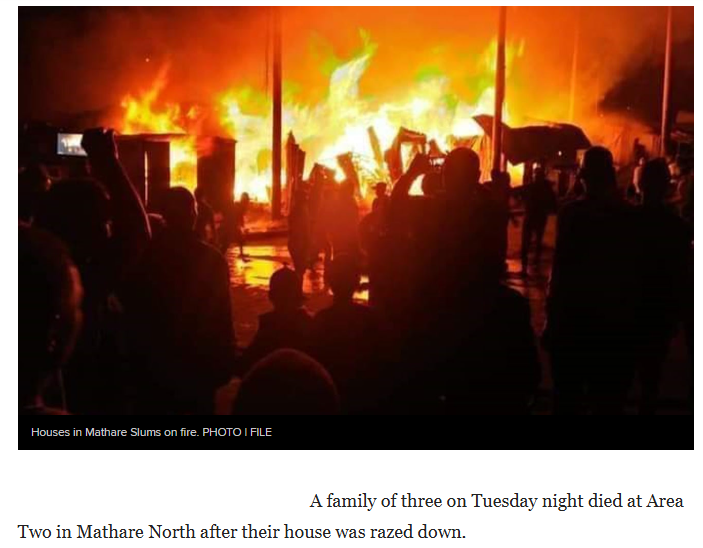 Houses in Mathare Slums on fire. PHOTO I FILE
A family of three on Tuesday night died at Area
Two in Mathare North after their house was razed down.